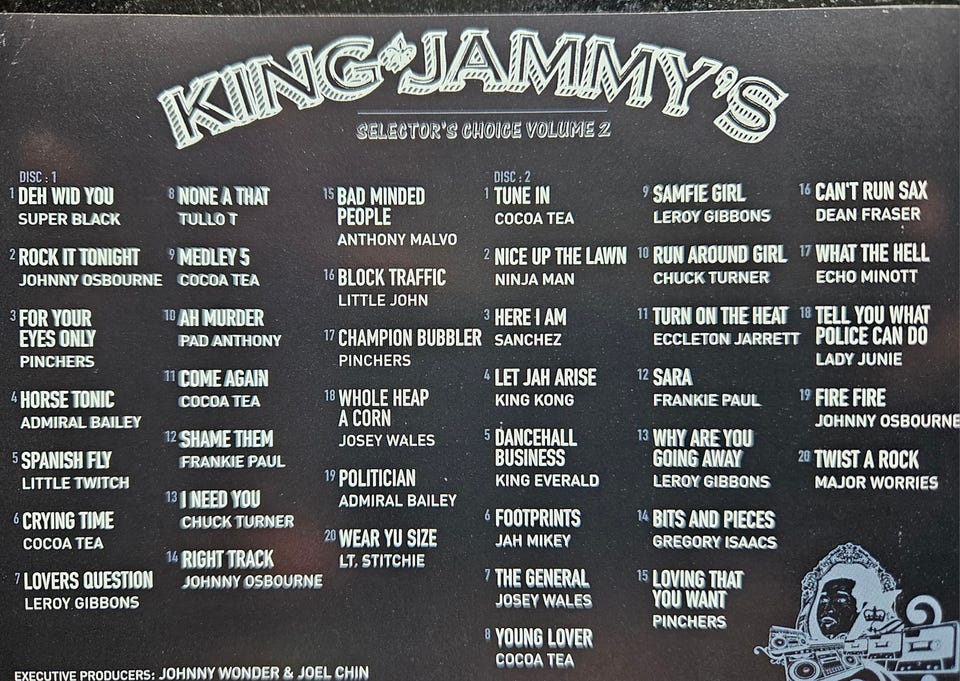 KING JAMMY'S
SELECTOR'S CHOICE VOLUME 2
DISC : 1
1 DEH WID YOU
SUPER BLACK
2 ROCK IT TONIGHT
JOHNNY OSBOURNE
3 FOR YOUR
EYES ONLY
PINCHERS
4 HORSE TONIC
ADMIRAL BAILEY
5 SPANISH FLY
LITTLE TWITCH
6 CRYING TIME
COCOA TEA
7 LOVERS QUESTION
LEROY GIBBONS
8 NONE A THAT
TULLO T
9 MEDLEY 5
COCOA TEA
10 AH MURDER
PAD ANTHONY
11 COME AGAIN
COCOA TEA
12 SHAME THEM
FRANKIE PAUL
13 I NEED YOU
CHUCK TURNER
14 RIGHT TRACK
JOHNNY OSBOURNE
15 BAD MINDED
PEOPLE
ANTHONY MALVO
16 BLOCK TRAFFIC
LITTLE JOHN
17 CHAMPION BUBBLER
PINCHERS
18 WHOLE HEAP
A CORN
JOSEY WALES
19 POLITICIAN
ADMIRAL BAILEY
20 WEAR YU SIZE
LT. STITCHIE
DISC : 2
1 TUNE IN
COCOA TEA
2 NICE UP THE LAWN
NINJA MAN
3 HERE I AM
SANCHEZ
4 LET JAH ARISE
KING KONG
5 DANCEHALL
BUSINESS
KING EVERALD
6 FOOTPRINTS
JAH MIKEY
7 THE GENERAL
JOSEY WALES
8 YOUNG LOVER
COCOA TEA
9 SAMFIE GIRL
LEROY GIBBONS
10 RUN AROUND GIRL
CHUCK TURNER
11 TURN ON THE HEAT
ECCLETON JARRETT
12 SARA
FRANKIE PAUL
13 WHY ARE YOU
GOING AWAY
LEROY GIBBONS
14 BITS AND PIECES
GREGORY ISAACS
15 LOVING THAT
YOU WANT
PINCHERS
16 CAN'T RUN SAX
DEAN FRASER
17 WHAT THE HELL
ECHO MINOTT
18 TELL YOU WHAT
POLICE CAN DO
LADY JUNIE
19 FIRE FIRE
JOHNNY OSBOURNE
20 TWIST A ROCK
MAJOR WORRIES
EXECUTIVE PRODUCERS: JOHNNY WONDER & JOEL CHIN